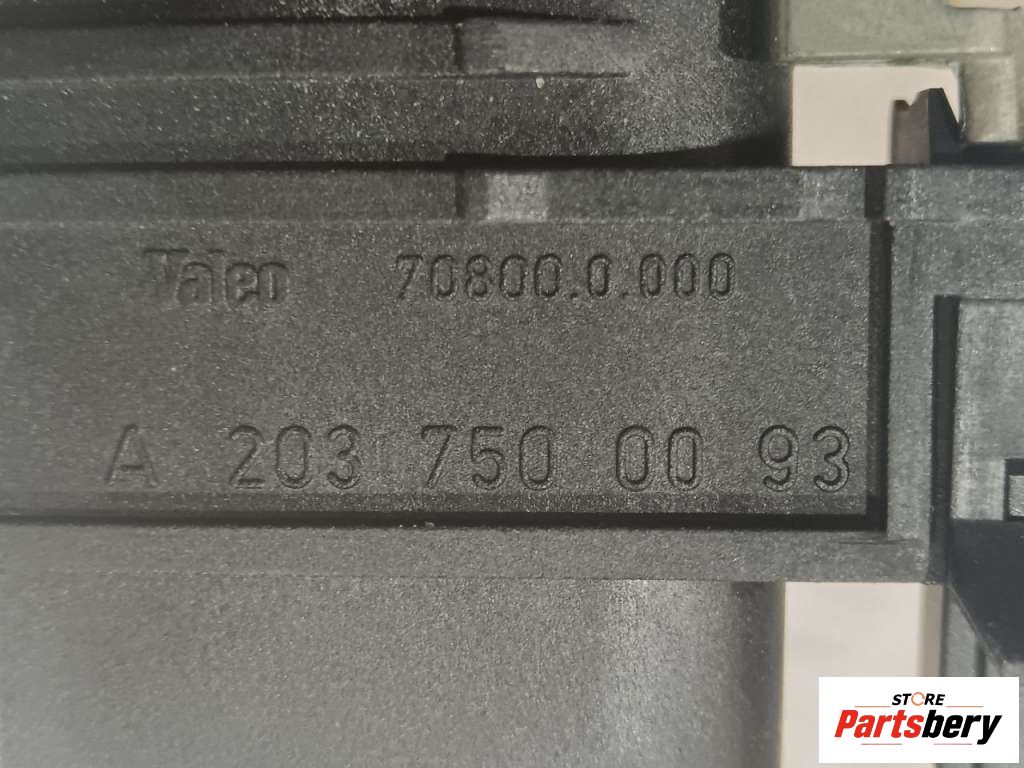 Valeo 70800.0.000
A 203 750 00 93
STORE
Partsbery